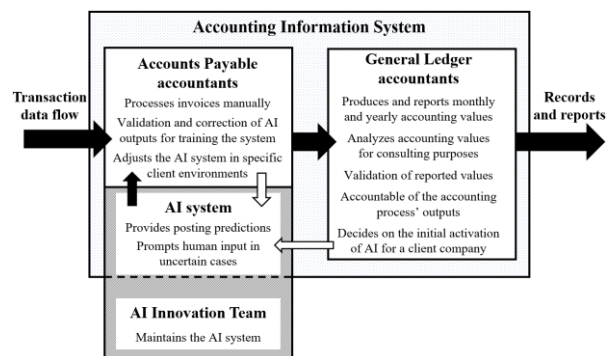 Accounting Information System
Transaction
data flow
Accounts Payable
accountants
Processes invoices manually
Validation and correction of AI
outputs for training the system
Adjusts the AI system in specific
client environments
AI system
Provides posting predictions
Prompts human input in
uncertain cases
AI Innovation Team
Maintains the AI system
General Ledger
accountants
Produces and reports monthly
and yearly accounting values
Analyzes accounting values
for consulting purposes
Validation of reported values
Accountable of the accounting
process' outputs
Decides on the initial activation
of AI for a client company
Records
and reports